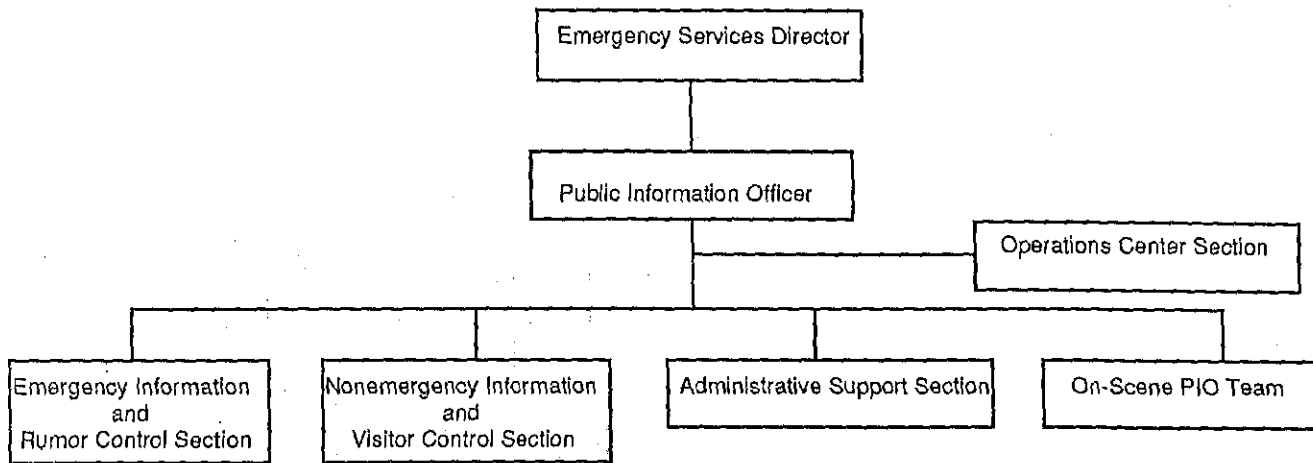 Emergency Services Director
Public Information Officer
Operations Center Section
Emergency Information
and
Rumor Control Section
Nonemergency Information
and
Visitor Control Section
Administrative Support Section
On-Scene PIO Team